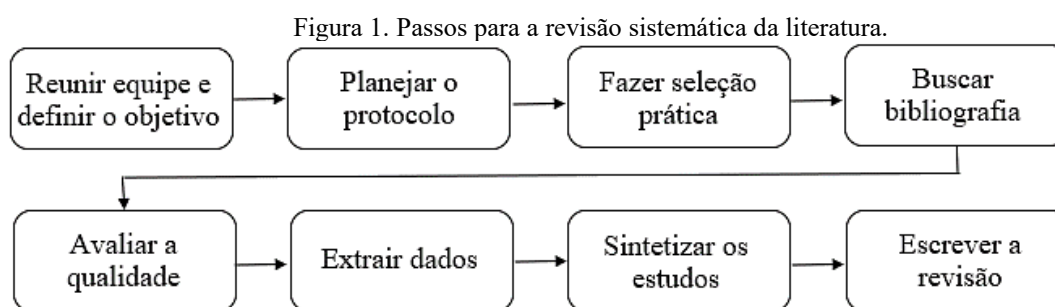 Figura 1. Passos para a revisão sistemática da literatura.
Reunir equipe e
definir o objetivo
Planejar o
protocolo
Fazer seleção
prática
Buscar
bibliografia
Avaliar a
qualidade
Extrair dados
Sintetizar os
estudos
Escrever a
revisão